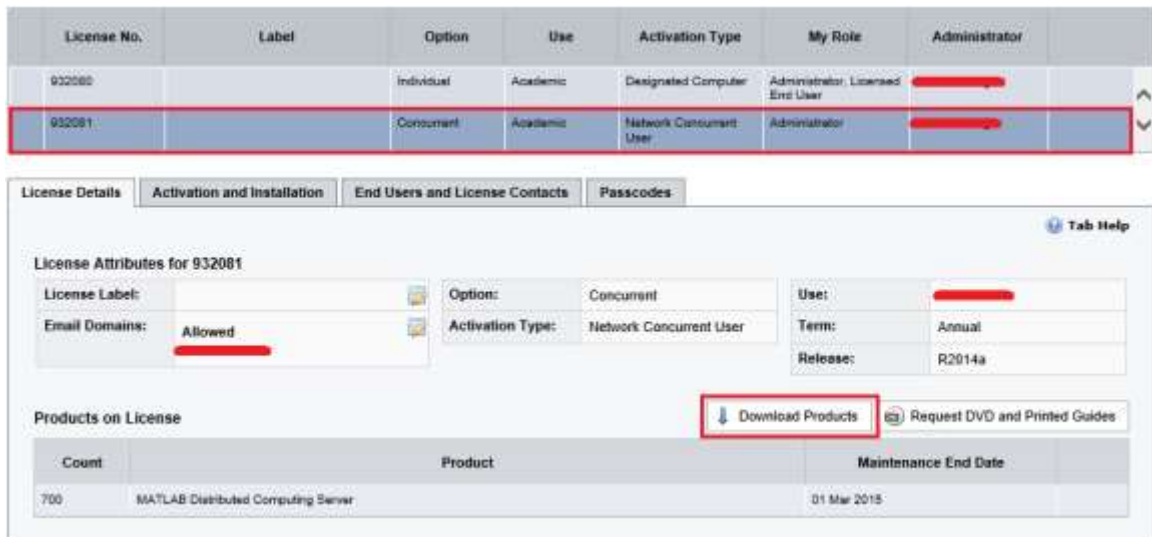 License No. Label Option Use Activation Type My Role Administrator
932080 Individual Academic Designated Computer Administrator, Licensed
End User
932081 Concurrent Academic Network Concurrent Administrator
User
License Details Activation and Installation End Users and License Contacts Passcodes
Tab Help
License Attributes for 932081
License Label: Option: Concurrent Use:
Email Domains: Allowed Activation Type: Network Concurrent User Term: Annual
Release: R2014a
Products on License Download Products Request DVD and Printed Guides
Count Product Maintenance End Date
700 MATLAB Distributed Computing Server 01 Mar 2015